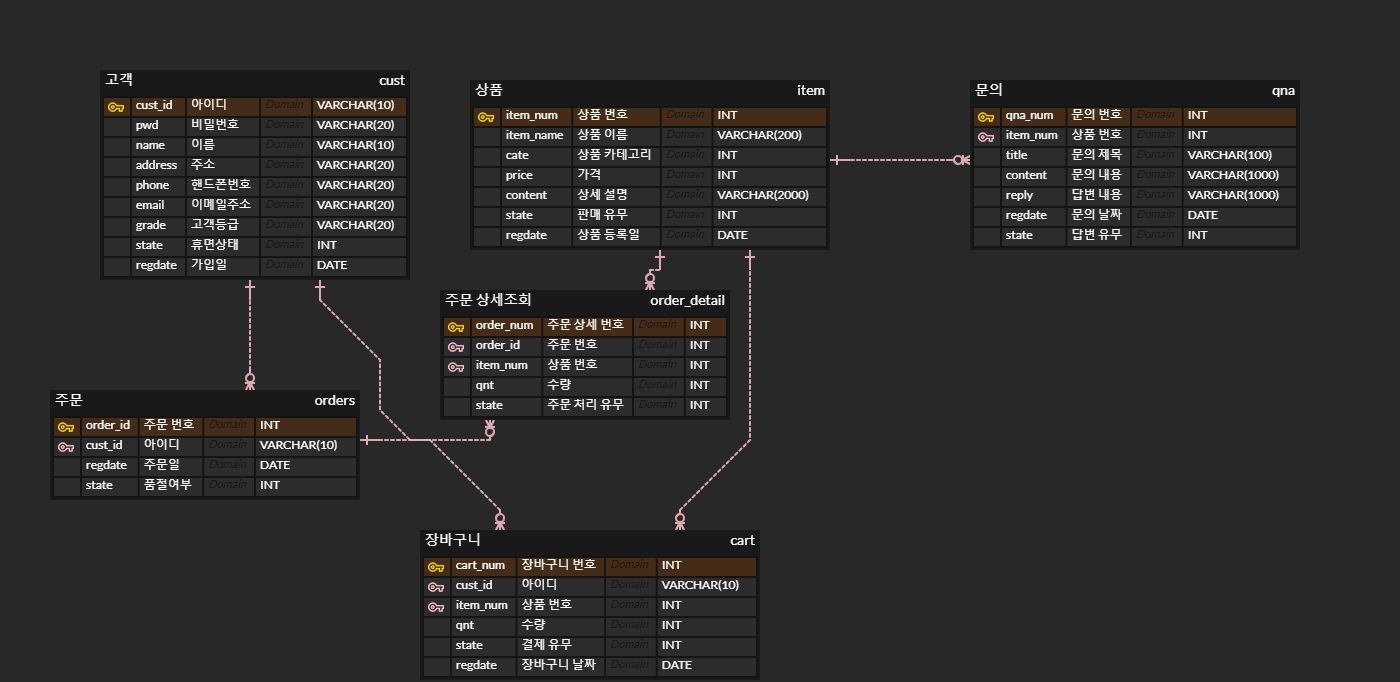 고객 cust
cust_id 아이디 Domain VARCHAR(10)
pwd 비밀번호 Domain VARCHAR(20)
name 이름 Domain VARCHAR(10)
address 주소 Domain VARCHAR(20)
phone 핸드폰번호 Domain VARCHAR(20)
email 이메일주소 Domain VARCHAR(20)
grade 고객등급 Domain VARCHAR(20)
state 휴면상태 Domain INT
regdate 가입일 Domain DATE
상품 item
item_num 상품 번호 Domain INT
item_name 상품 이름 Domain VARCHAR(200)
cate 상품 카테고리 Domain INT
price 가격 Domain INT
content 상세 설명 Domain VARCHAR(2000)
state 판매 유무 Domain INT
regdate 상품 등록일 Domain DATE
문의 qna
qna_num 문의 번호 Domain INT
item_num 상품 번호 Domain INT
title 문의 제목 Domain VARCHAR(100)
content 문의 내용 Domain VARCHAR(1000)
reply 답변 내용 Domain VARCHAR(1000)
regdate 문의 날짜 Domain DATE
state 답변 유무 Domain INT
주문 상세조회 order_detail
order_num 주문 상세 번호 Domain INT
order_id 주문 번호 Domain INT
item_num 상품 번호 Domain INT
qnt 수량 Domain INT
state 주문 처리 유무 Domain INT
주문 orders
order_id 주문 번호 Domain INT
cust_id 아이디 Domain VARCHAR(10)
regdate 주문일 Domain DATE
state 품절여부 Domain INT
장바구니 cart
cart_num 장바구니 번호 Domain INT
cust_id 아이디 Domain VARCHAR(10)
item_num 상품 번호 Domain INT
qnt 수량 Domain INT
state 결제 유무 Domain INT
regdate 장바구니 날짜 Domain DATE